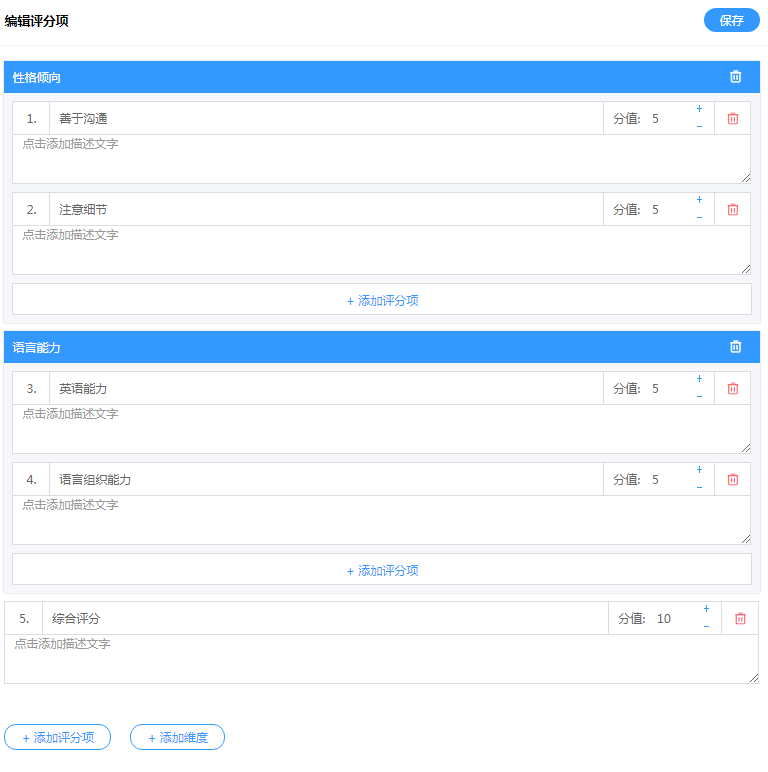 编辑评分项 保存
性格倾向
1. 善于沟通 分值: 5 +
−
点击添加描述文字
2. 注意细节 分值: 5 +
−
点击添加描述文字
+ 添加评分项
语言能力
3. 英语能力 分值: 5 +
−
点击添加描述文字
4. 语言组织能力 分值: 5 +
−
点击添加描述文字
+ 添加评分项
5. 综合评分 分值: 10 +
−
点击添加描述文字
+ 添加评分项 + 添加维度